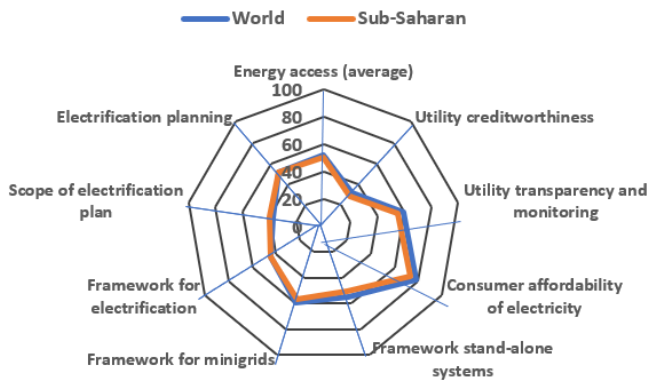 World
Sub-Saharan
Energy access (average)
100
80
60
40
20
0
Utility creditworthiness
Utility transparency and
monitoring
Consumer affordability
of electricity
Framework stand-alone
systems
Framework for minigrids
Framework for
electrification
Scope of electrification
plan
Electrification planning